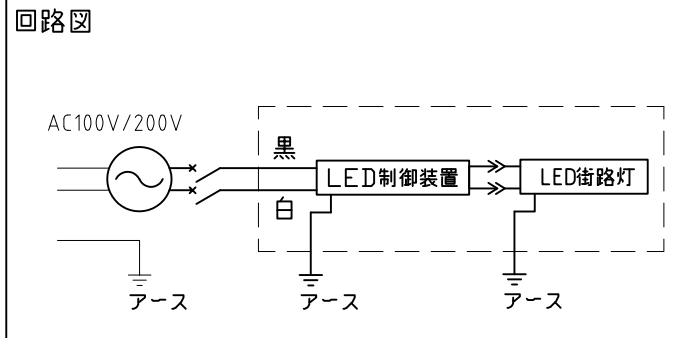 回路図
AC100V/200V
黒
LED制御装置
LED街路灯
白
アース
アース
アース